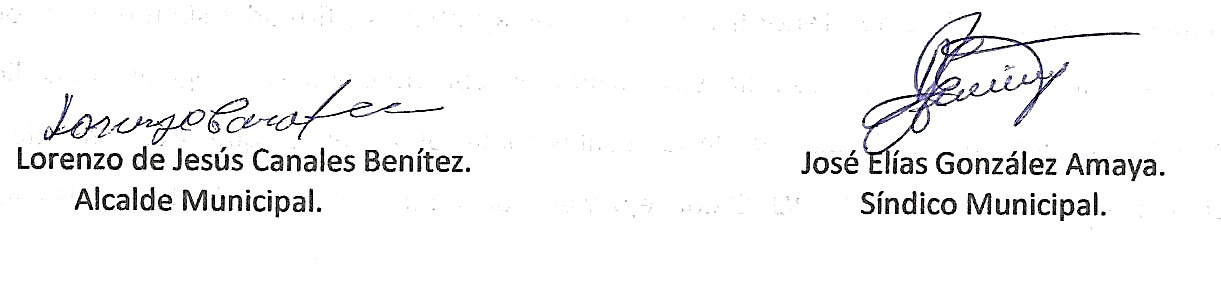 Lorenzo de Jesús Canales Benítez.
Alcalde Municipal.
José Elías González Amaya.
Síndico Municipal.